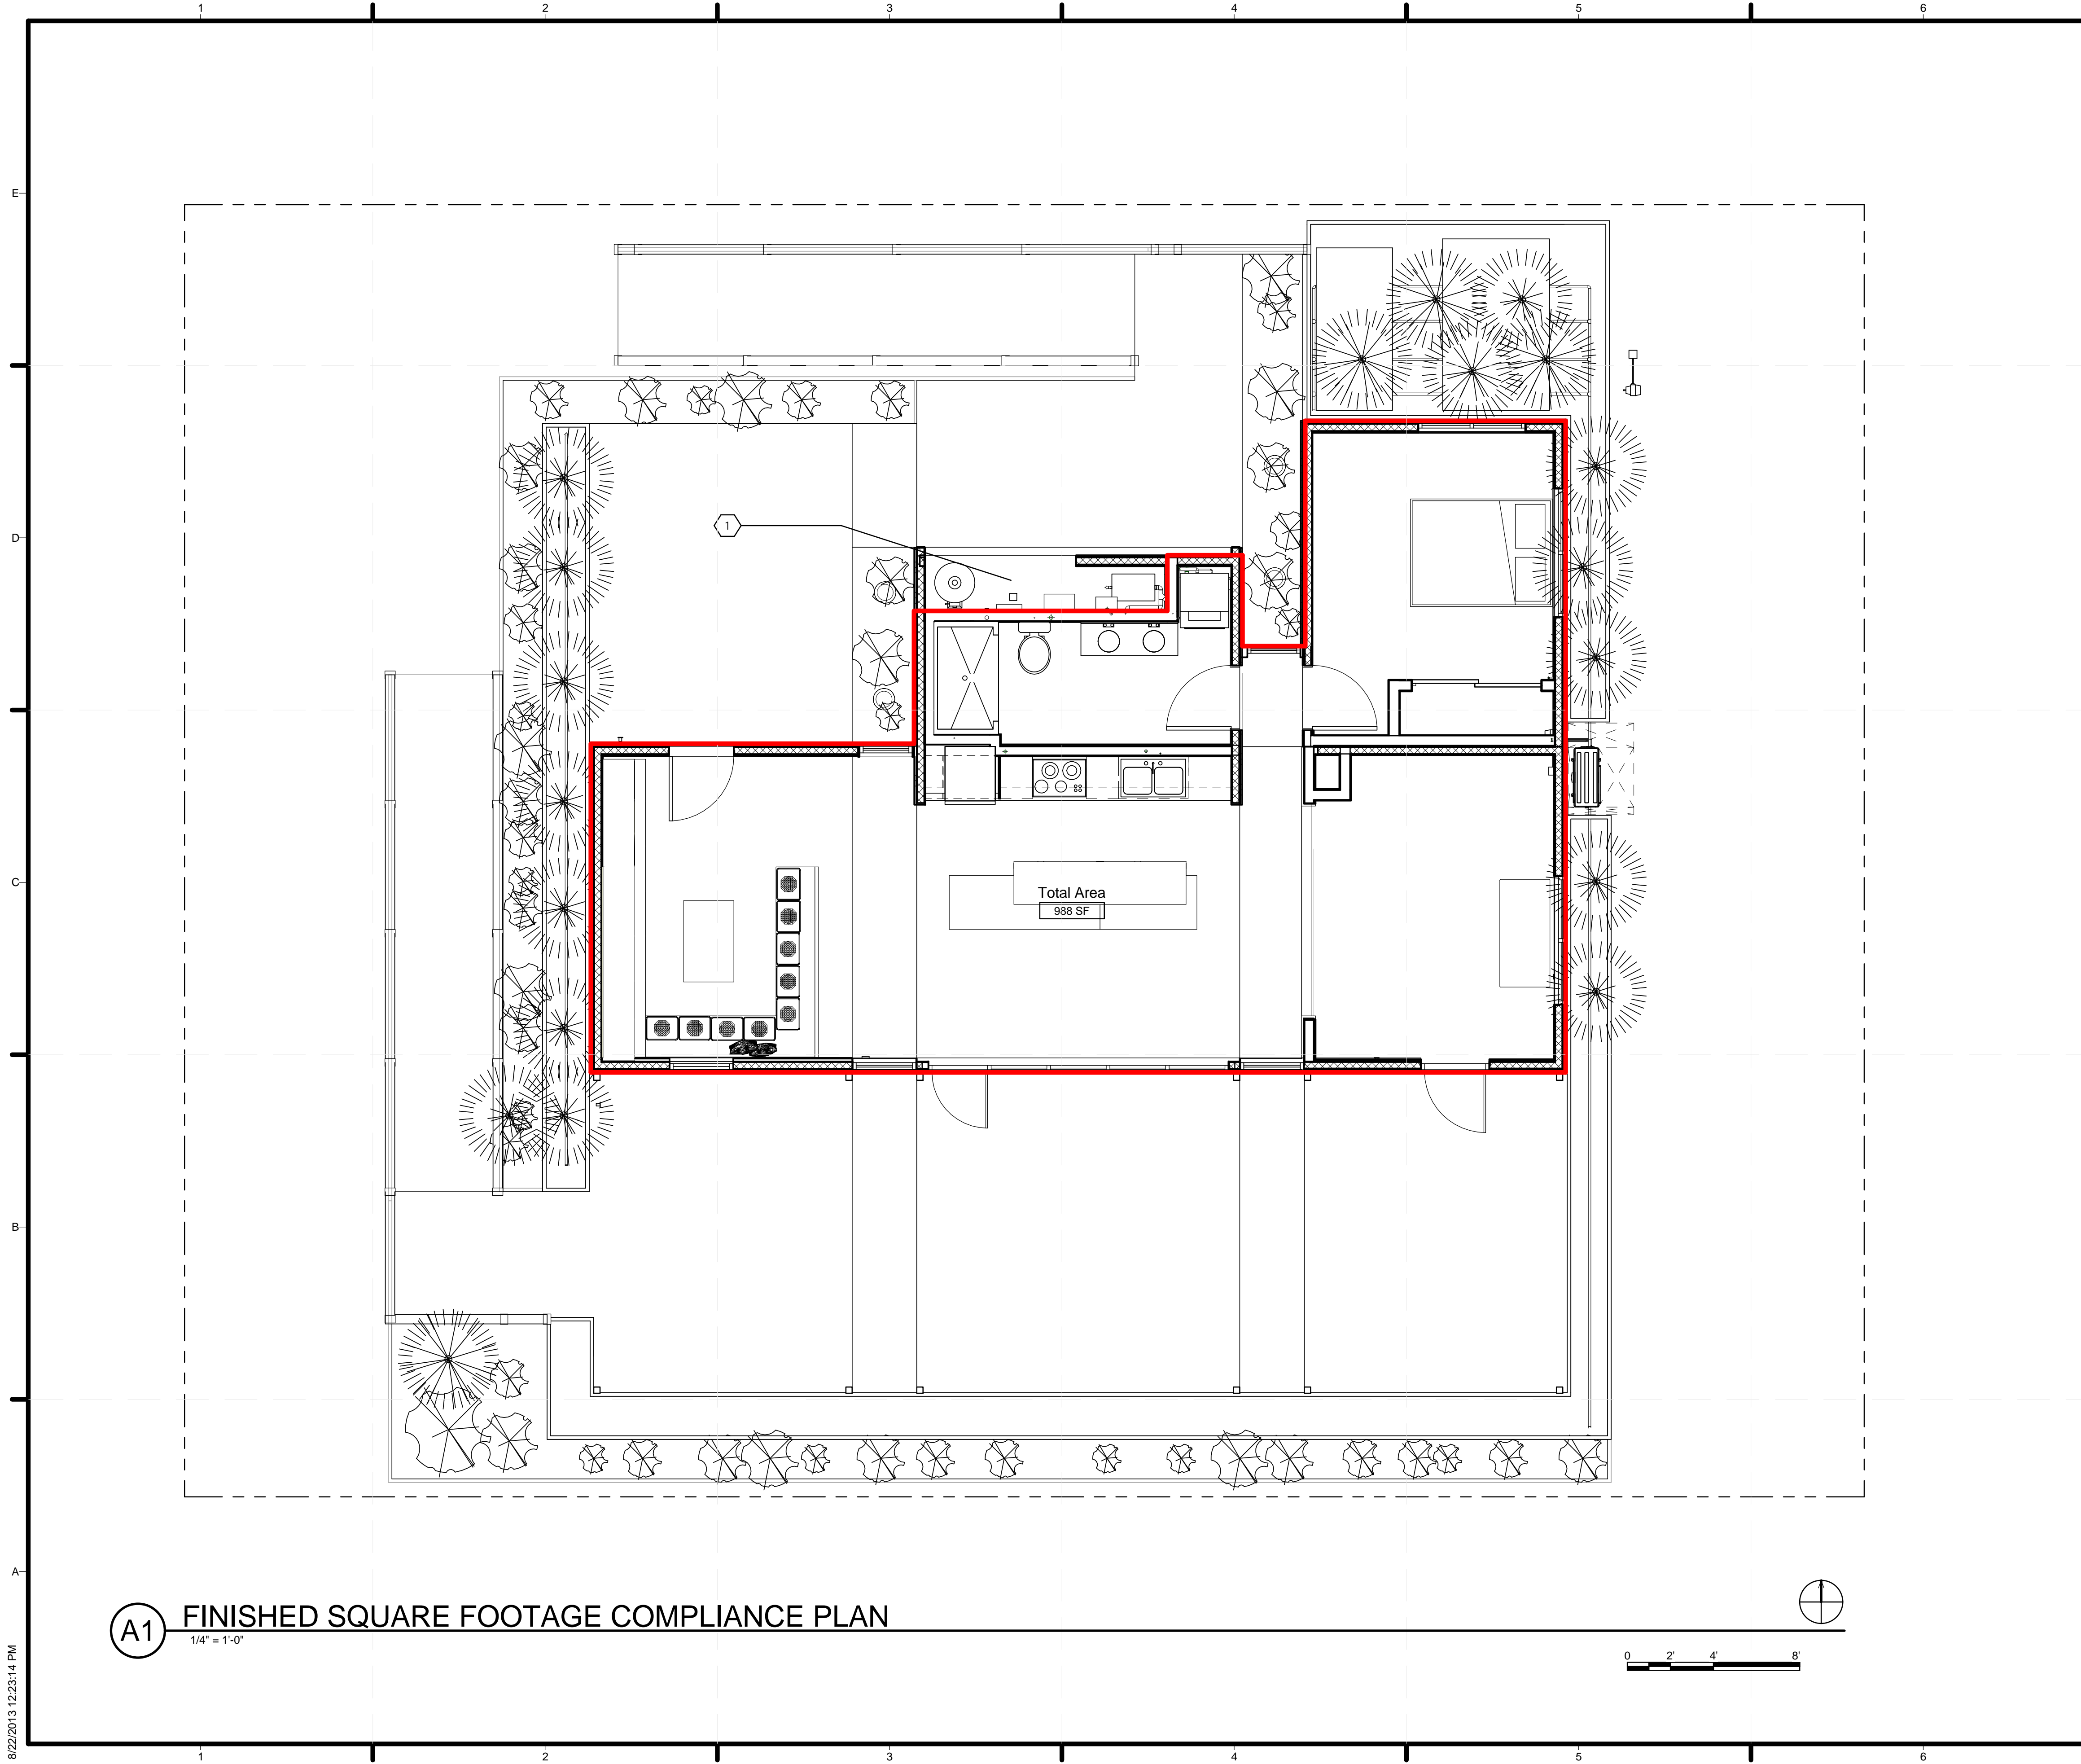 1 2 3 4 5 6
E
D
1
C
Total Area
988 SF
B
A
A1 FINISHED SQUARE FOOTAGE COMPLIANCE PLAN
1/4" = 1'-0"
0 2' 4' 8'
8/22/2013 12:23:14 PM
1 2 3 4 5 6